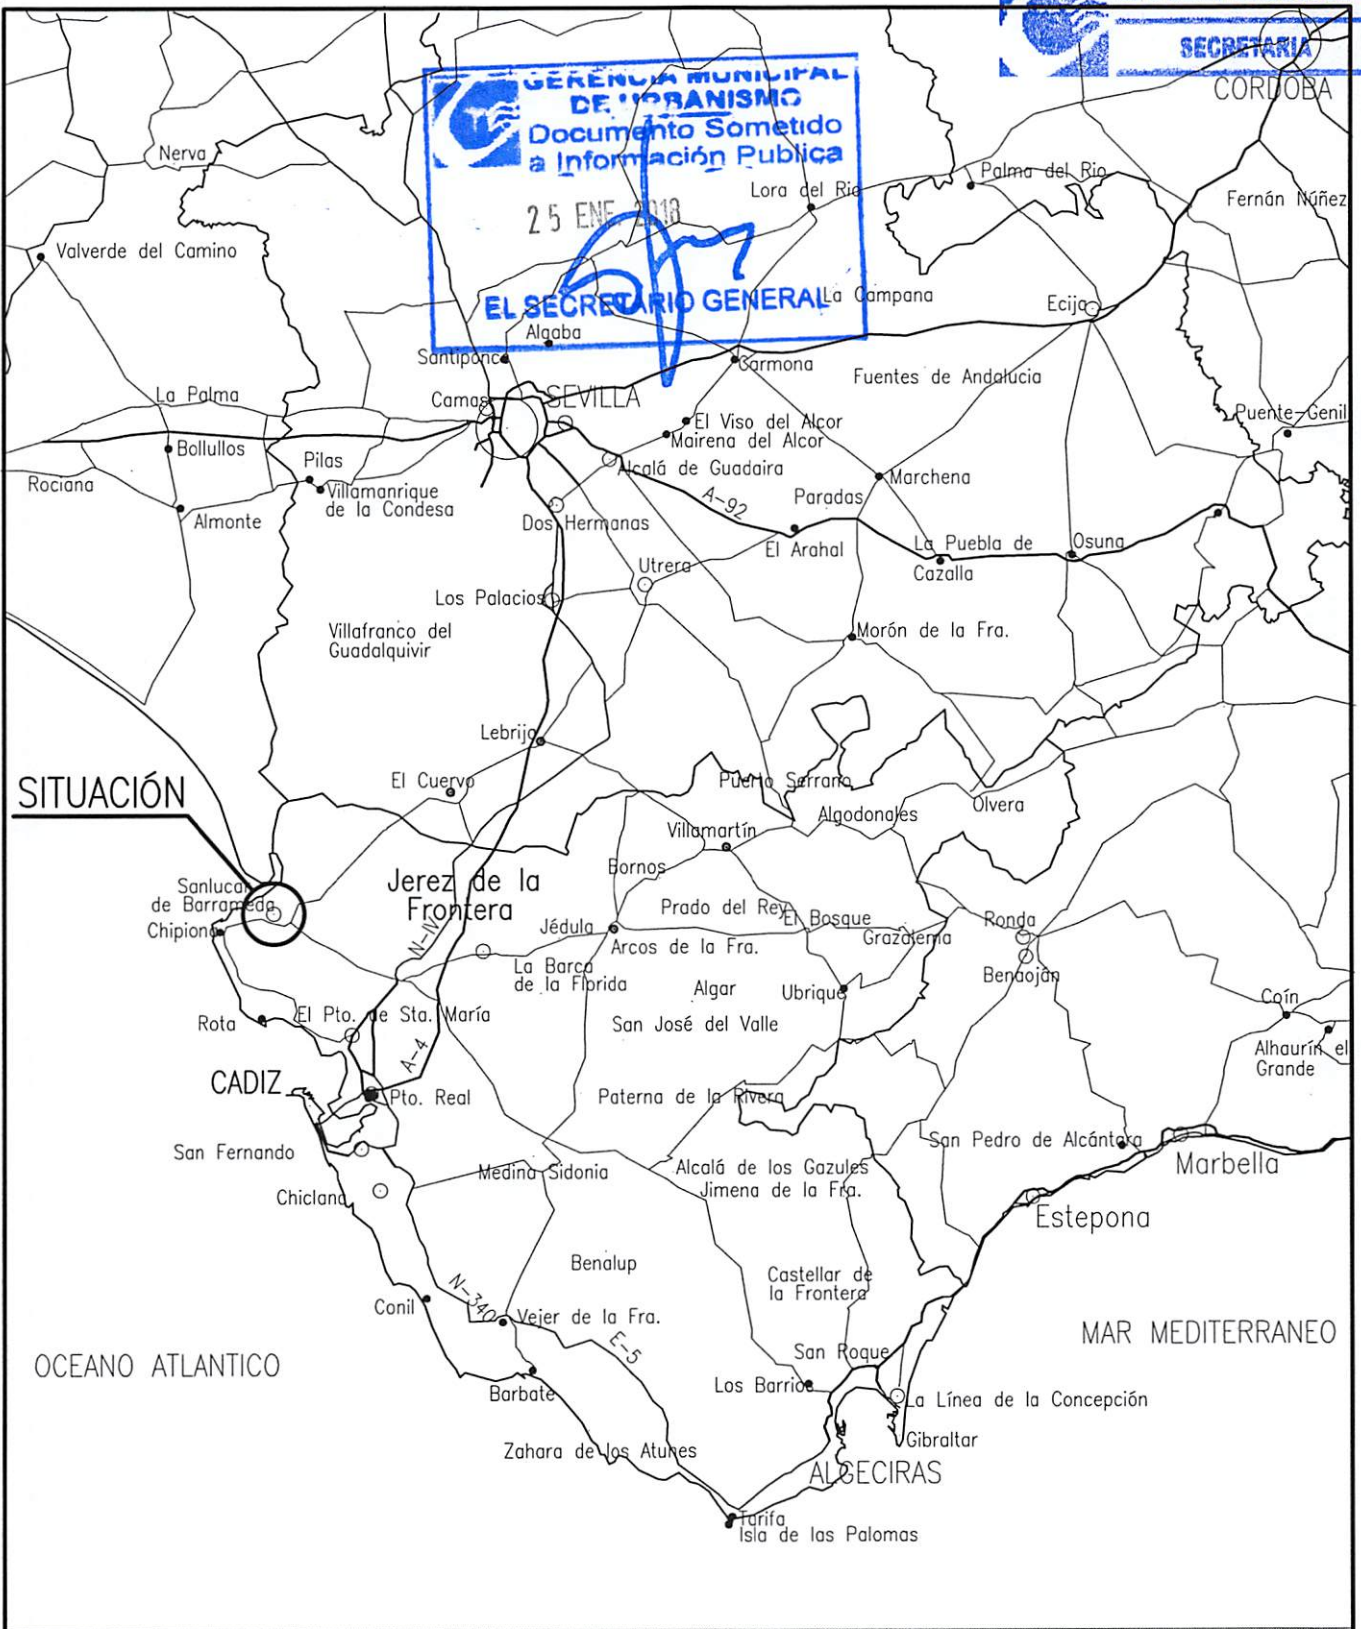 SECRETARIA
CORDOBA
GERENCIA MUNICIPAL
DE URBANISMO
Documento Sometido
a Información Publica
25 ENE. 2018
EL SECRETARIO GENERAL
Nerva
Lora del Rio
Palma del Rio
Fernán Núñez
Valverde del Camino
La Campana
Ecija
Algaba
Santiponc
Carmona
Fuentes de Andalucia
La Palma
Camas
SEVILLA
Puente-Genil
El Viso del Alcor
Mairena del Alcor
Bollullos
Pilas
Alcalá de Guadaira
Marchena
Rociana
Villamanrique
de la Condesa
A-92
Paradas
Almonte
Dos Hermanas
El Arahal
La Puebla de
Cazalla
Osuna
Utrera
Los Palacios
Villafranco del
Guadalquivir
Morón de la Fra.
Lebrija
SITUACIÓN
El Cuervo
Puerto Serrano
Algodonales
Olvera
Villamartín
Bornos
Sanlucar
de Barrameda
Jerez de la
Frontera
Chipiona
N-IV
Jédula
Prado del Rey
El Bosque
Grazalema
Ronda
Arcos de la Fra.
La Barca
de la Florida
Benaoján
Algar
Ubrique
Coín
Rota
El Pto. de Sta. María
San José del Valle
Alhaurín el
Grande
A-4
CADIZ
Pto. Real
Paterna de la Rivera
San Fernando
San Pedro de Alcántara
Marbella
Medina Sidonia
Alcalá de los Gazules
Jimena de la Fra.
Chiclana
Estepona
Benalup
Castellar de
la Frontera
Conil
N-340
Vejer de la Fra.
E-5
MAR MEDITERRANEO
OCEANO ATLANTICO
San Roque
Barbate
Los Barrios
La Línea de la Concepción
Zahara de los Atunes
Gibraltar
ALGECIRAS
Tarifa
Isla de las Palomas